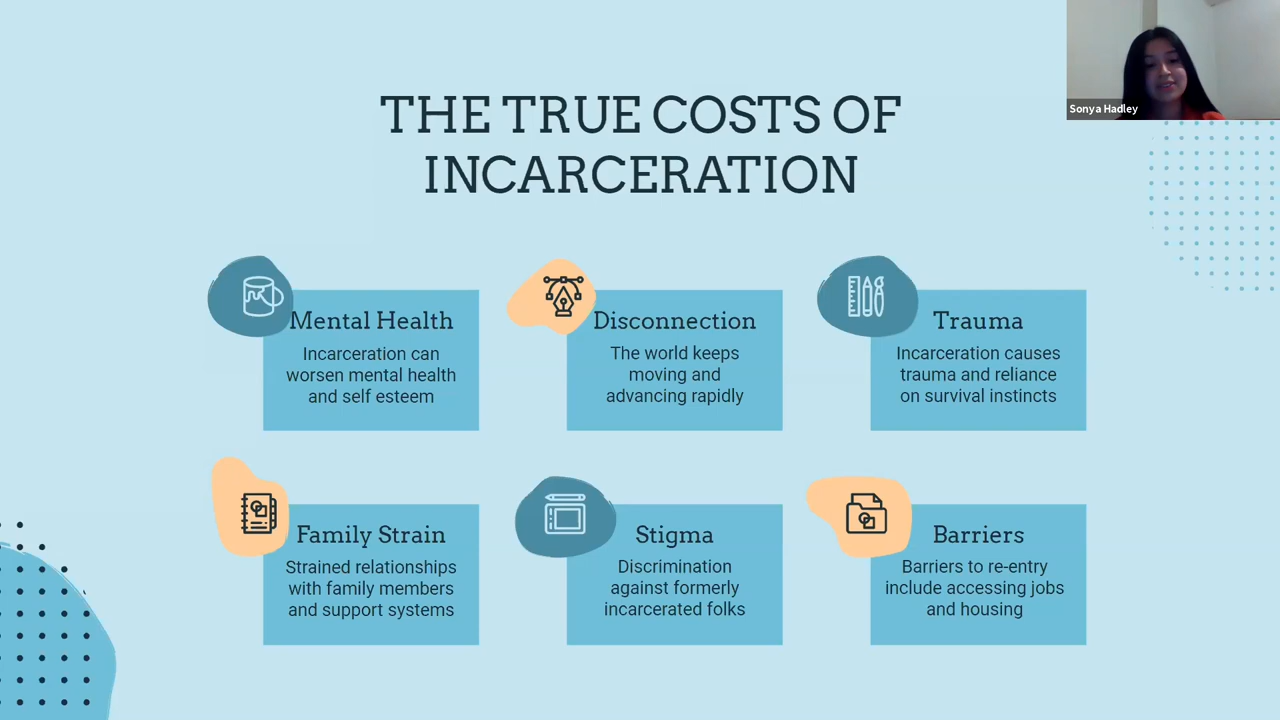 Sonya Hadley
THE TRUE COSTS OF
INCARCERATION
Mental Health
Incarceration can
worsen mental health
and self esteem
Disconnection
The world keeps
moving and
advancing rapidly
Trauma
Incarceration causes
trauma and reliance
on survival instincts
Family Strain
Strained relationships
with family members
and support systems
Stigma
Discrimination
against formerly
incarcerated folks
Barriers
Barriers to re-entry
include accessing jobs
and housing